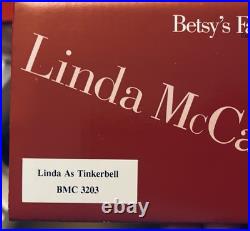 Betsy's Fa
Linda McCa
Linda As Tinkerbell
BMC 3203